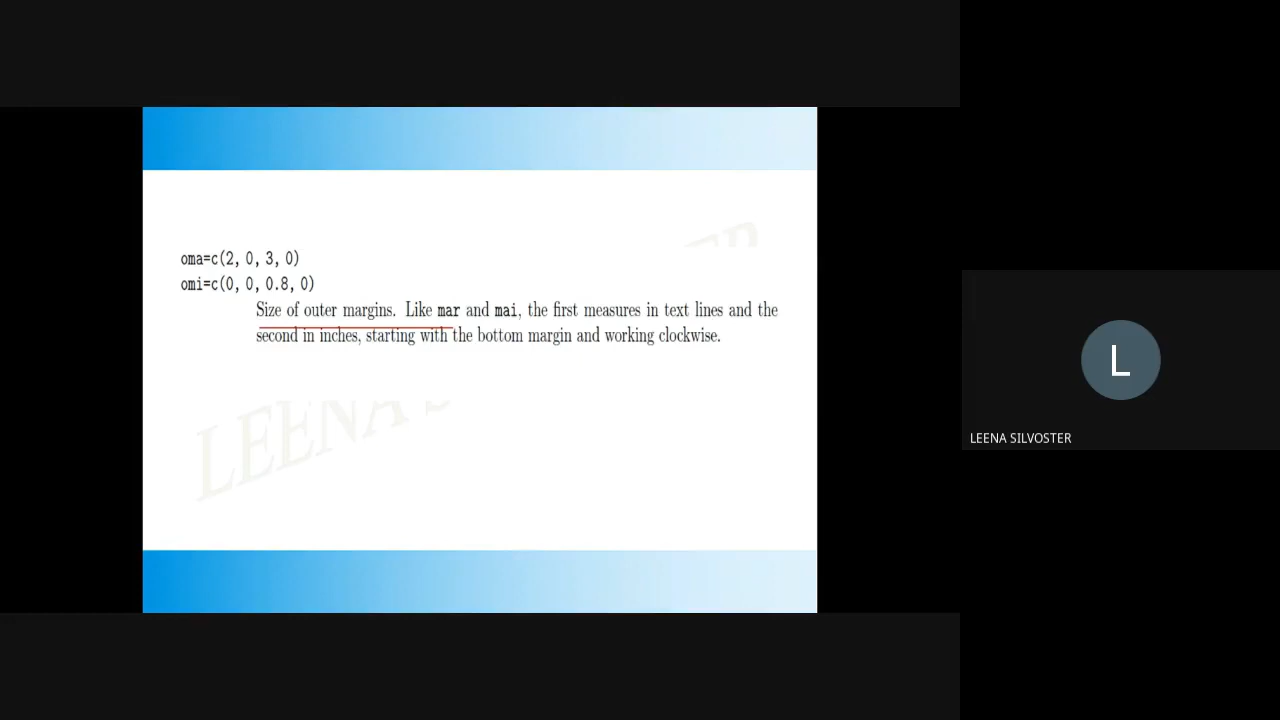 oma=c(2, 0, 3, 0)
omi=c(0, 0, 0.8, 0)
Size of outer margins. Like mar and mai, the first measures in text lines and the
second in inches, starting with the bottom margin and working clockwise.
LEENA
L
LEENA SILVOSTER